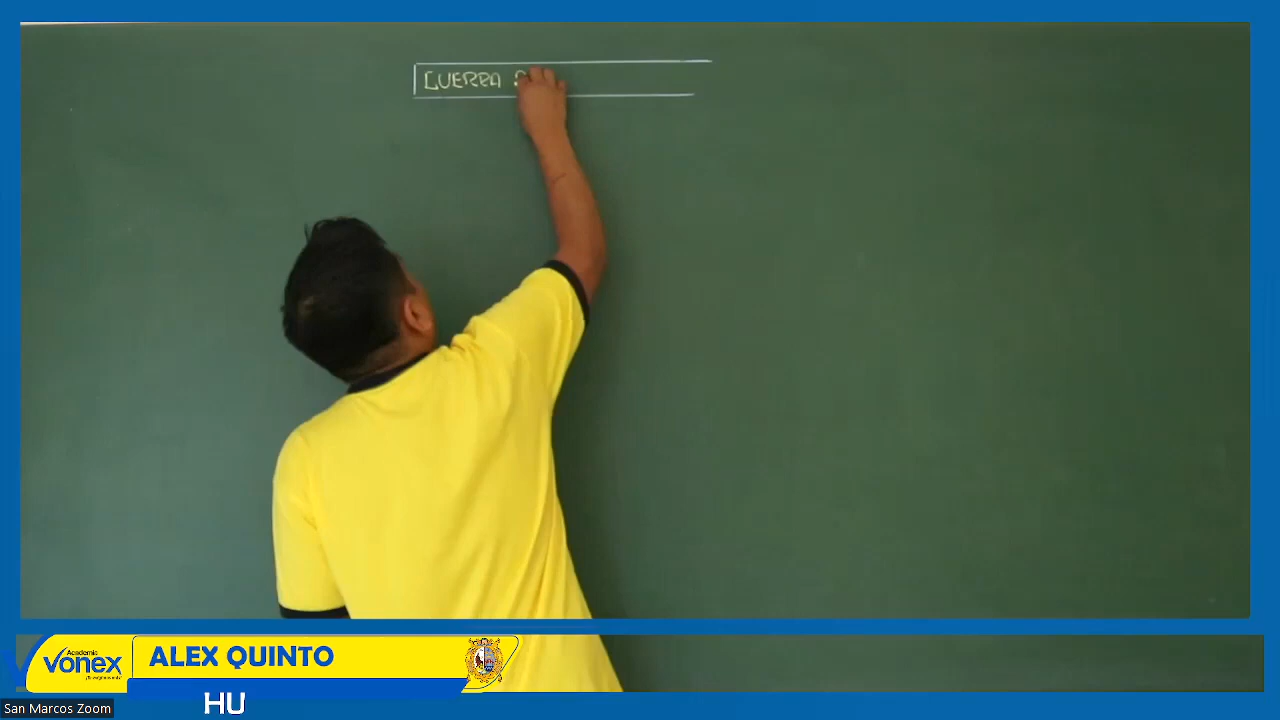 GUERRA
Academia
vonex
ALEX QUINTO
HU
San Marcos Zoom